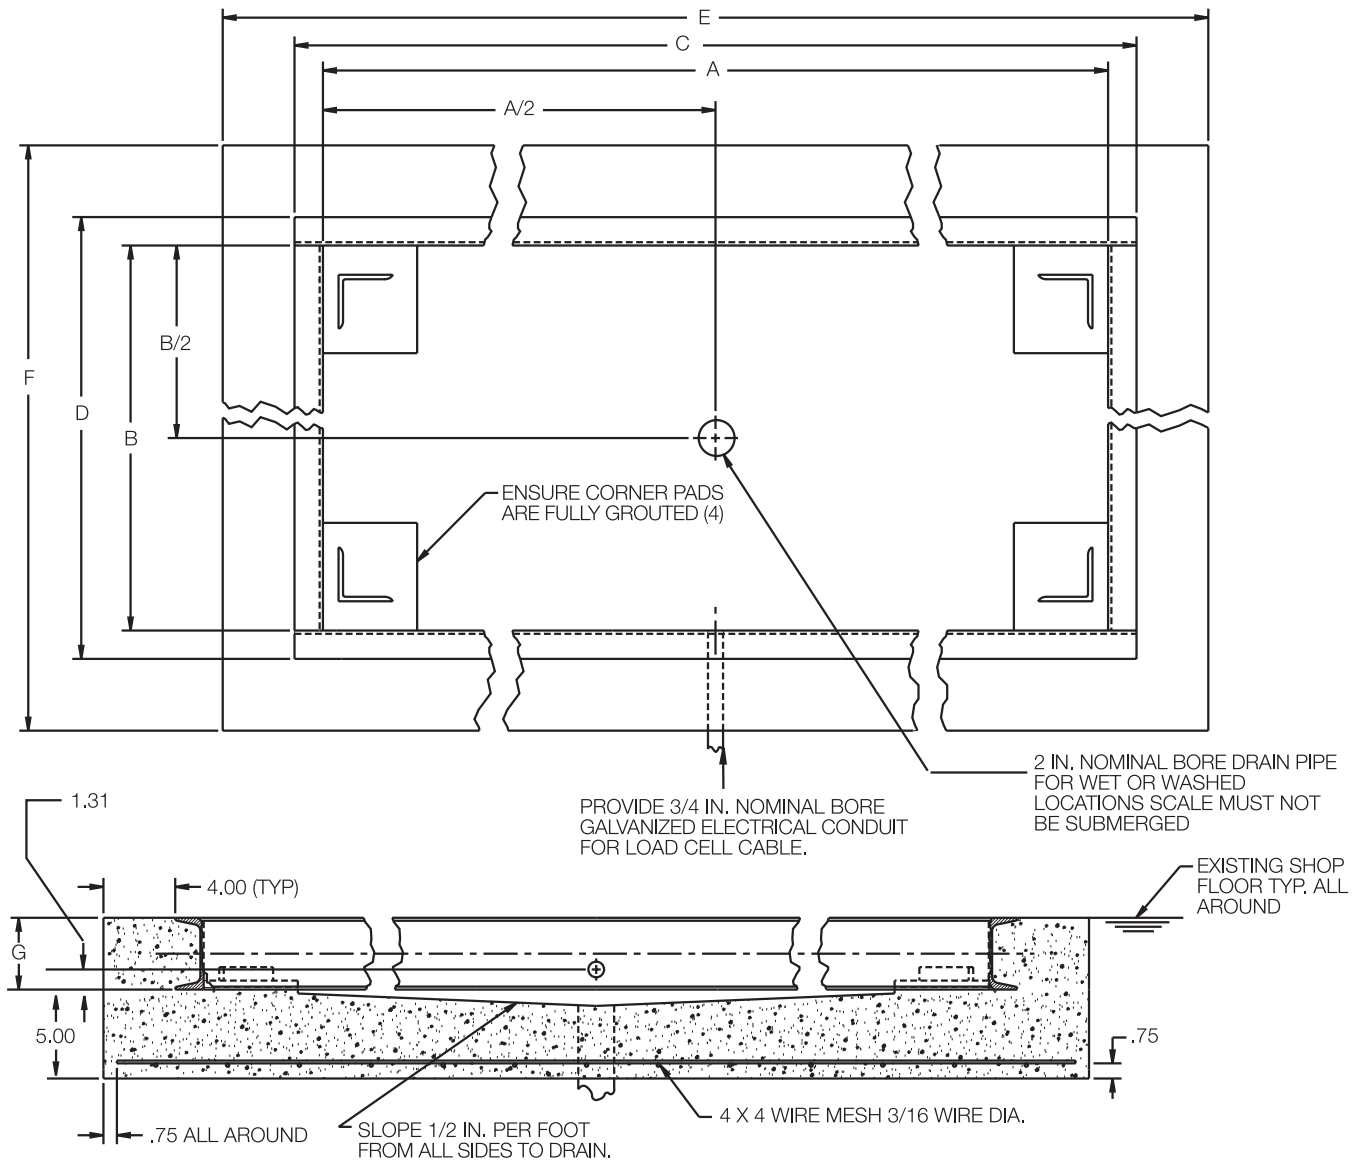 E
C
A
A/2
F
D
B
B/2
ENSURE CORNER PADS
ARE FULLY GROUTED (4)
2 IN. NOMINAL BORE DRAIN PIPE
FOR WET OR WASHED
LOCATIONS SCALE MUST NOT
BE SUBMERGED
PROVIDE 3/4 IN. NOMINAL BORE
GALVANIZED ELECTRICAL CONDUIT
FOR LOAD CELL CABLE.
1.31
4.00 (TYP)
EXISTING SHOP
FLOOR TYP. ALL
AROUND
G
5.00
.75
.75 ALL AROUND
SLOPE 1/2 IN. PER FOOT
FROM ALL SIDES TO DRAIN.
4 X 4 WIRE MESH 3/16 WIRE DIA.